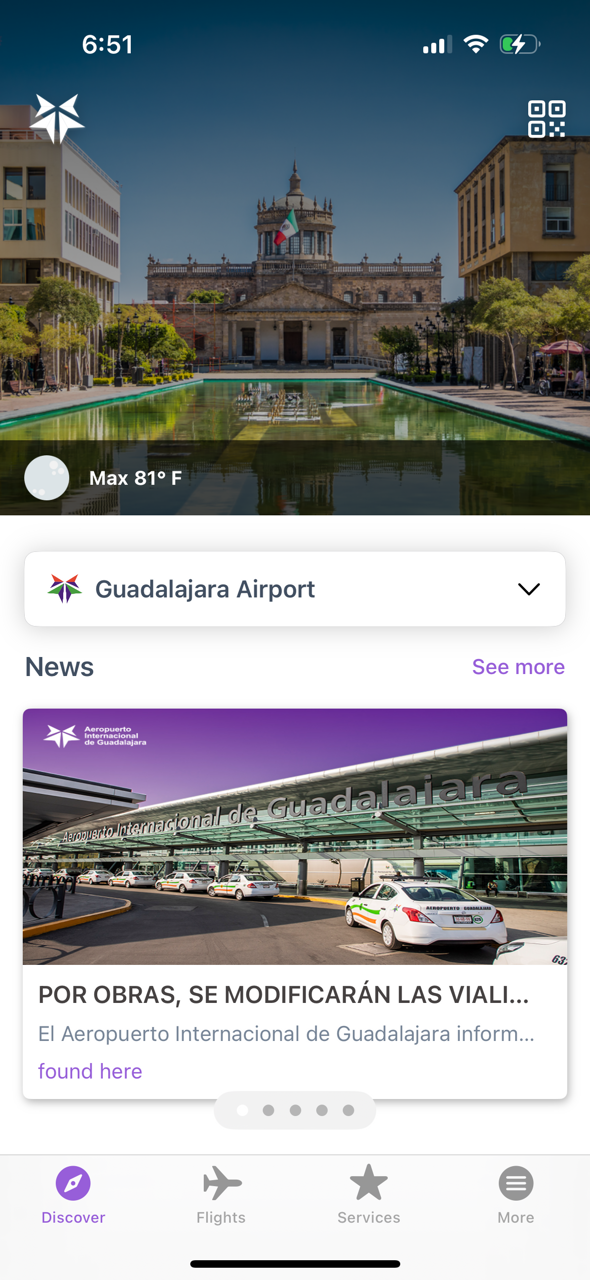 6:51
Max 81° F
Guadalajara Airport
News
See more
Aeropuerto
Internacional
de Guadalajara
Aeropuerto Internacional de Guadalajara
AEROPUERTO GUADALAJARA
POR OBRAS, SE MODIFICARÁN LAS VIALI...
El Aeropuerto Internacional de Guadalajara inform...
found here
Discover
Flights
Services
More